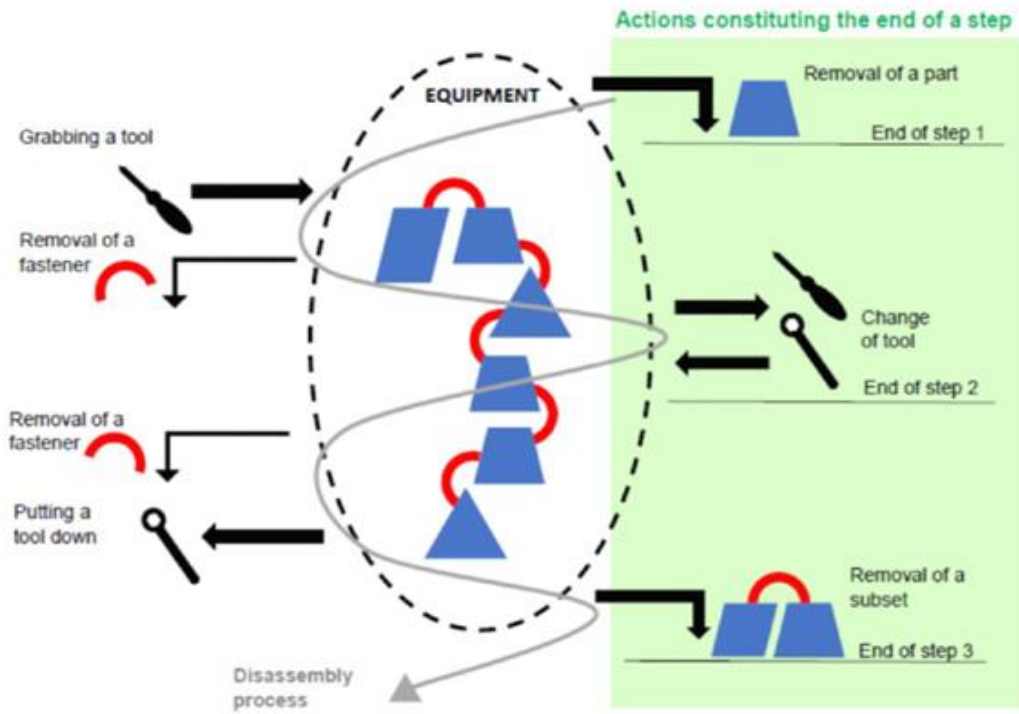 Actions constituting the end of a step
Removal of a part
EQUIPMENT
End of step 1
Grabbing a tool
Removal of a
fastener
Change
of tool
End of step 2
Removal of a
fastener
Putting a
tool down
Removal of a
subset
End of step 3
Disassembly
process